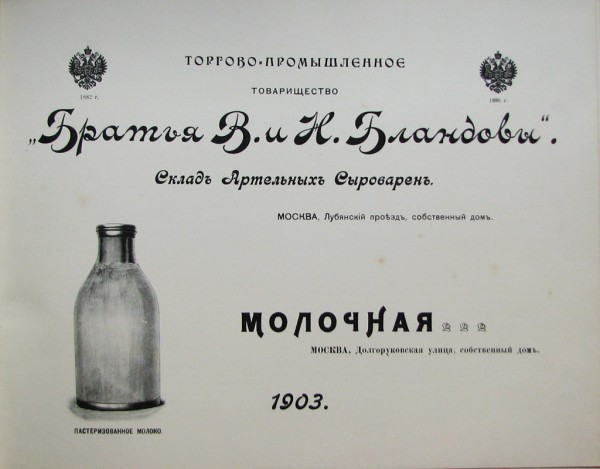 ТОРГОВО-ПРОМЫШЛЕННОЕ
1882 г.
ТОВАРИЩЕСТВО
1896 г.
„Братья В. и Н. Бландовы“.
Складъ Артельныхъ Сыроваренъ.
МОСКВА, Лубянскій проѣздъ, собственный домъ.
МОЛОЧНАЯ
МОСКВА, Долгоруковская улица, собственный домъ.
1903.
ПАСТЕРИЗОВАННОЕ МОЛОКО.